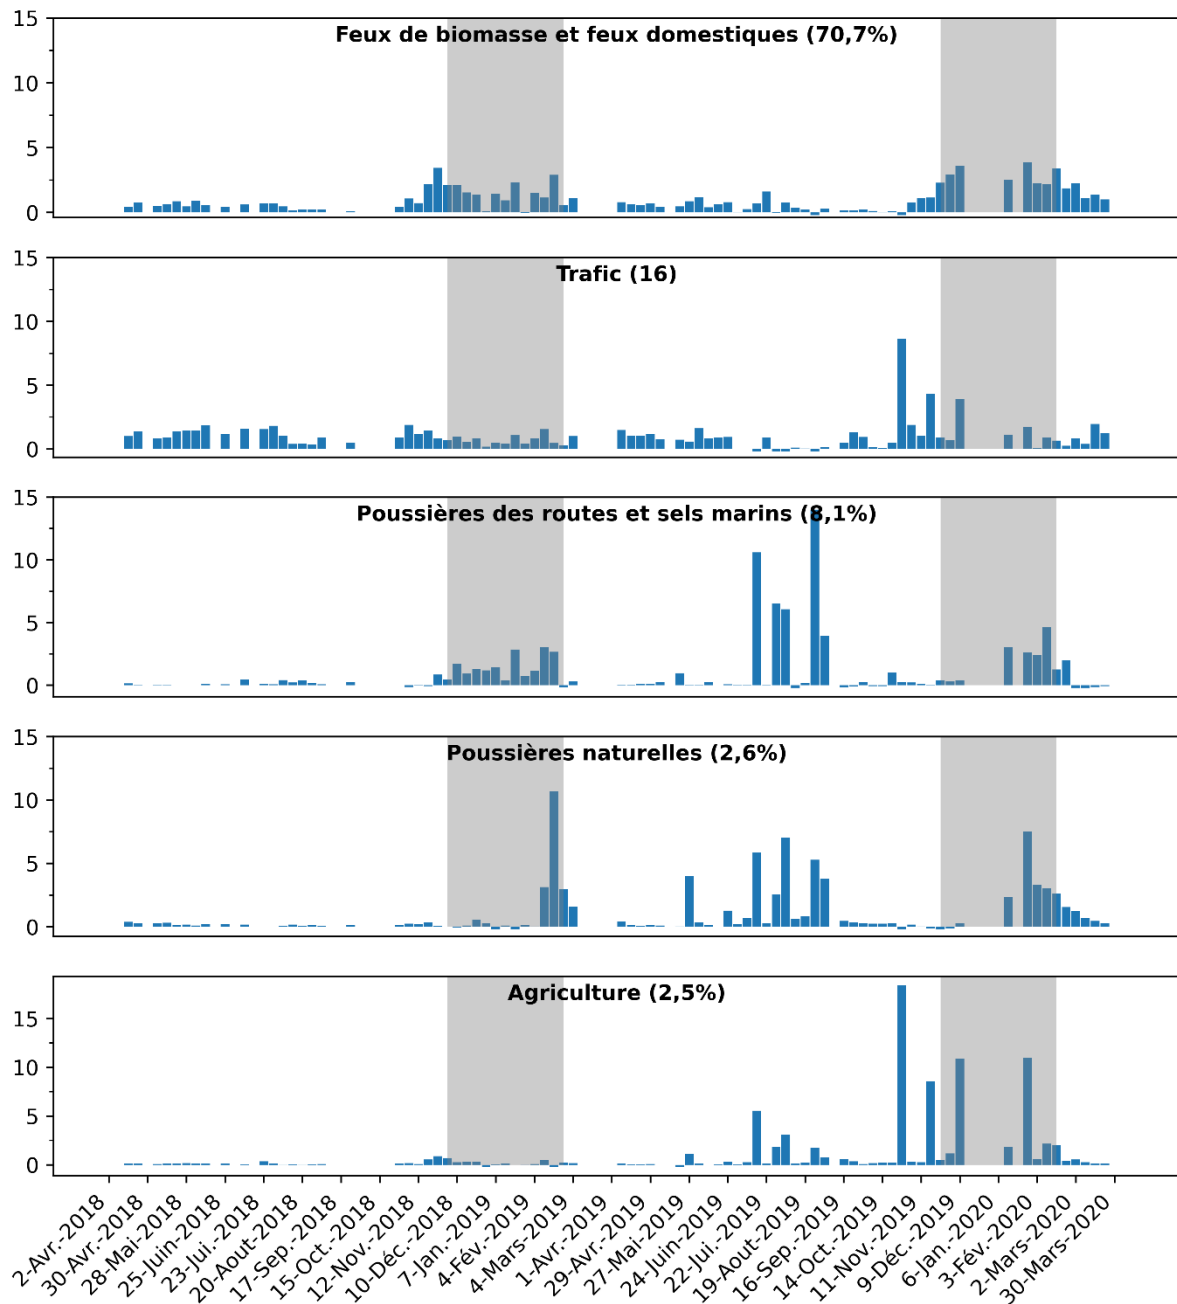 15
Feux de biomasse et feux domestiques (70,7%)
10
5
0
15
Trafic (16)
10
5
0
15
Poussières des routes et sels marins (8,1%)
10
5
0
15
Poussières naturelles (2,6%)
10
5
0
Agriculture (2,5%)
15
10
5
0
2-Avr.-2018
30-Avr.-2018
28-Mai-2018
25-Juin-2018
23-Jui.-2018
20-Aout-2018
17-Sep.-2018
15-Oct.-2018
12-Nov.-2018
10-Déc.-2018
7-Jan.-2019
4-Fév.-2019
4-Mars-2019
1-Avr.-2019
29-Avr.-2019
27-Mai-2019
24-Juin-2019
22-Jui.-2019
19-Aout-2019
16-Sep.-2019
14-Oct.-2019
11-Nov.-2019
9-Déc.-2019
6-Jan.-2020
3-Fév.-2020
2-Mars-2020
30-Mars-2020